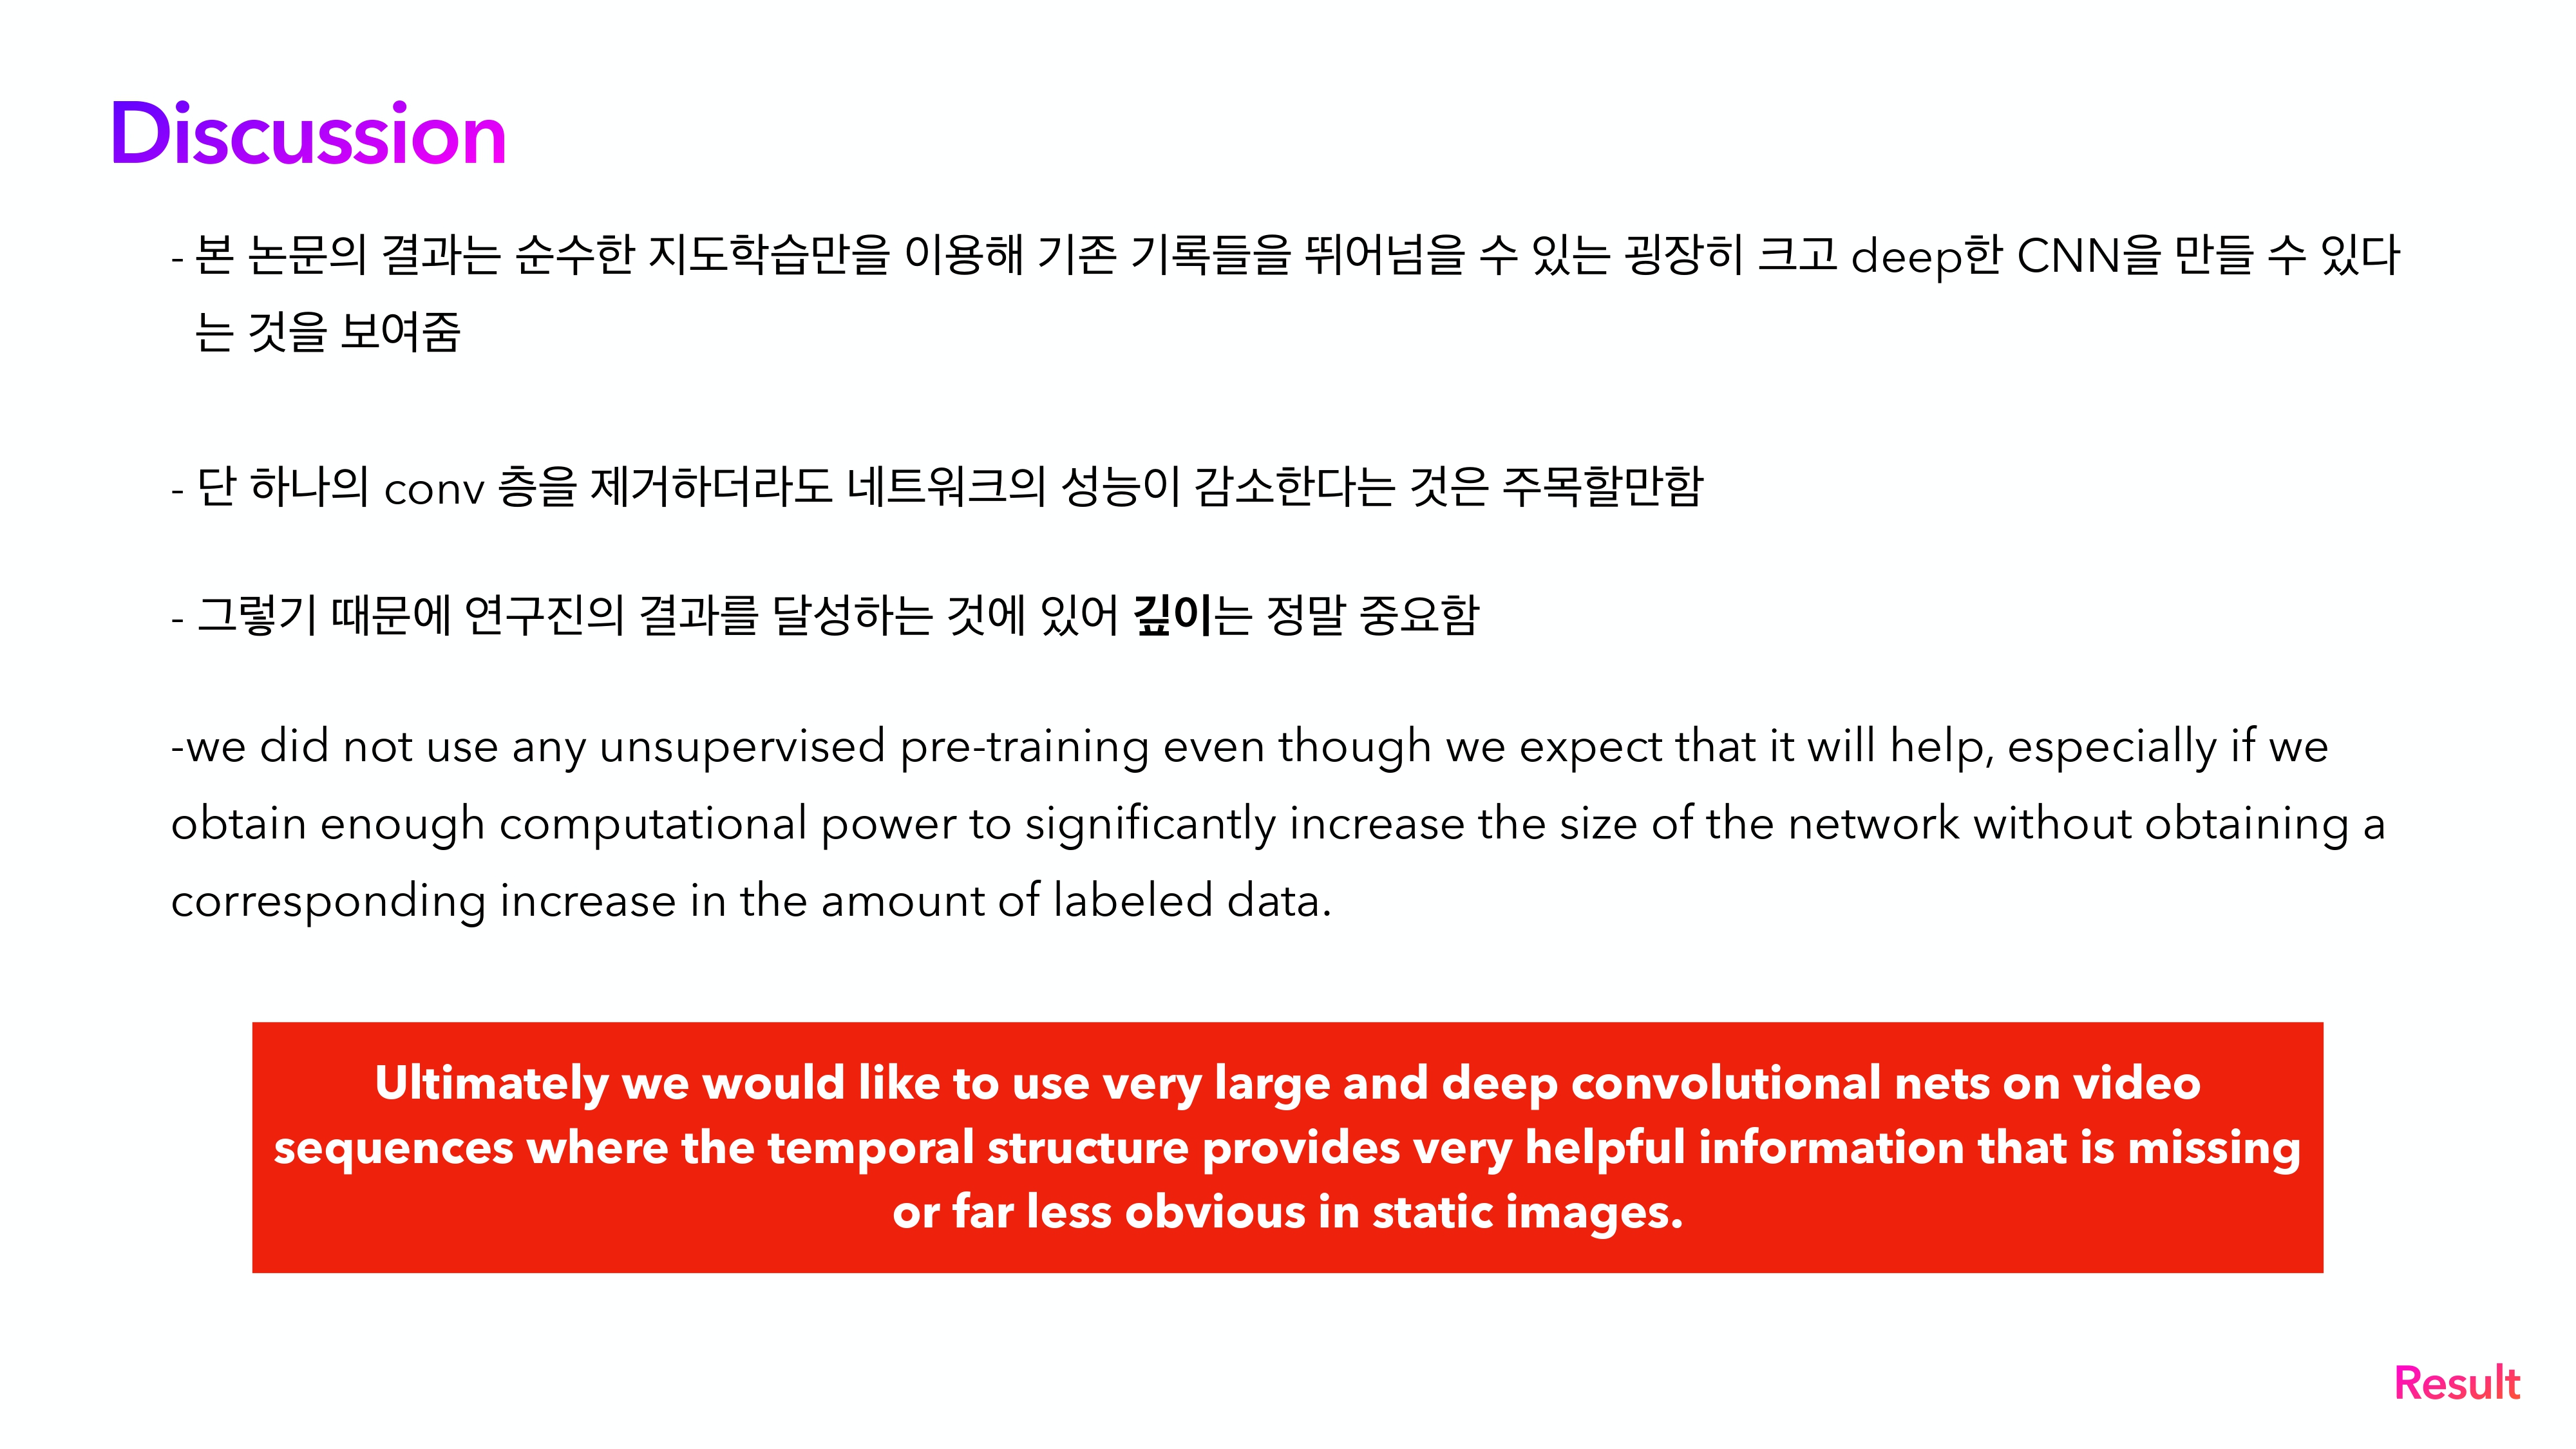 Discussion
- 본 논문의 결과는 순수한 지도학습만을 이용해 기존 기록들을 뛰어넘을 수 있는 굉장히 크고 deep한 CNN을 만들 수 있다
는 것을 보여줌
- 단 하나의 conv 층을 제거하더라도 네트워크의 성능이 감소한다는 것은 주목할만함
- 그렇기 때문에 연구진의 결과를 달성하는 것에 있어 깊이는 정말 중요함
-we did not use any unsupervised pre-training even though we expect that it will help, especially if we
obtain enough computational power to significantly increase the size of the network without obtaining a
corresponding increase in the amount of labeled data.
Ultimately we would like to use very large and deep convolutional nets on video
sequences where the temporal structure provides very helpful information that is missing
or far less obvious in static images.
Result